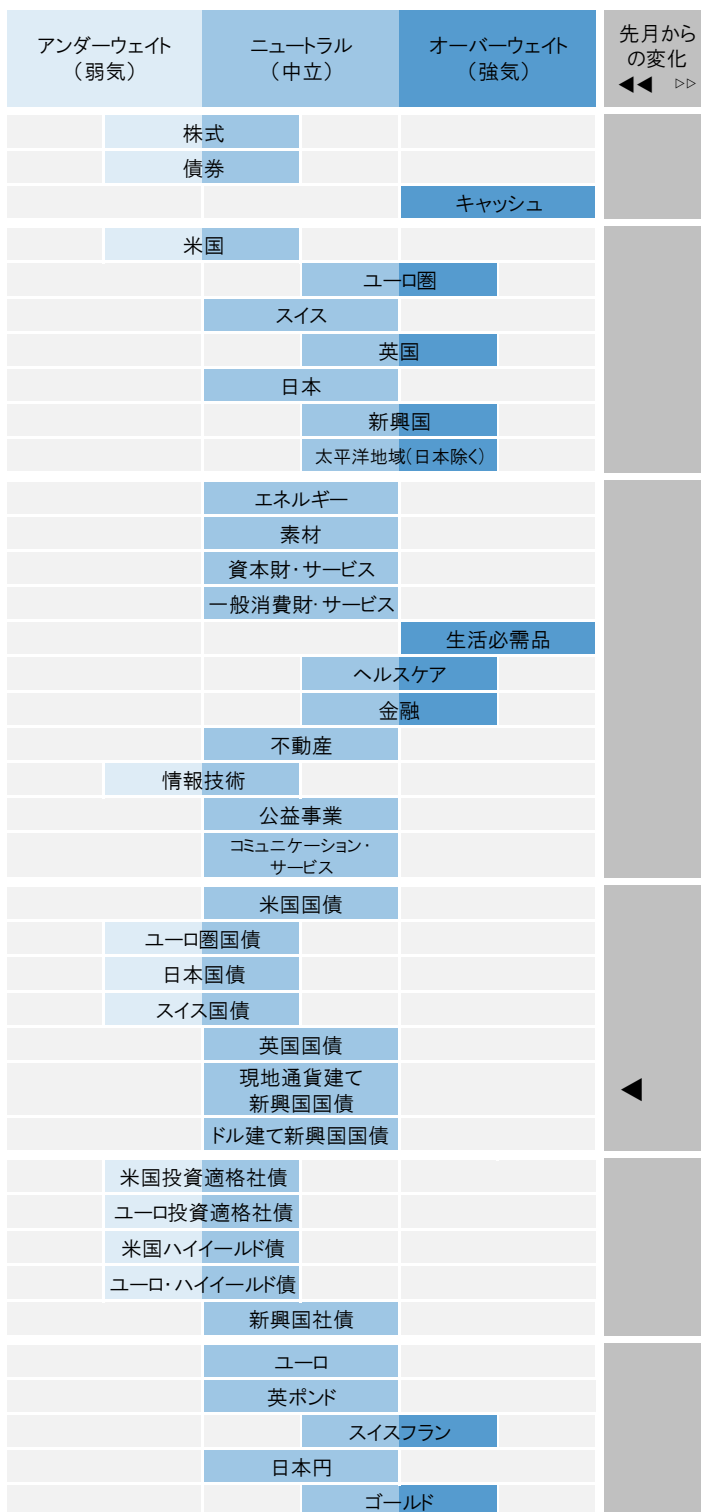 アンダーウェイト
（弱気）
ニュートラル
（中立）
オーバーウェイト
（強気）
先月から
の変化
◀◀ ▷▷
株式
債券
キャッシュ
米国
ユーロ圏
スイス
英国
日本
新興国
太平洋地域（日本除く）
エネルギー
素材
資本財・サービス
一般消費財・サービス
生活必需品
ヘルスケア
金融
不動産
情報技術
公益事業
コミュニケーション・
サービス
米国国債
ユーロ圏国債
日本国債
スイス国債
英国国債
現地通貨建て
新興国国債
◀
ドル建て新興国国債
米国投資適格社債
ユーロ投資適格社債
米国ハイイールド債
ユーロ・ハイイールド債
新興国社債
ユーロ
英ポンド
スイスフラン
日本円
ゴールド